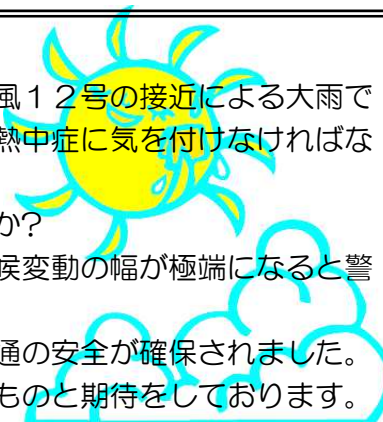 風１２号の接近による大雨で
熱中症に気を付けなければな
か?
候変動の幅が極端になると警
通の安全が確保されました。
ものと期待をしております。